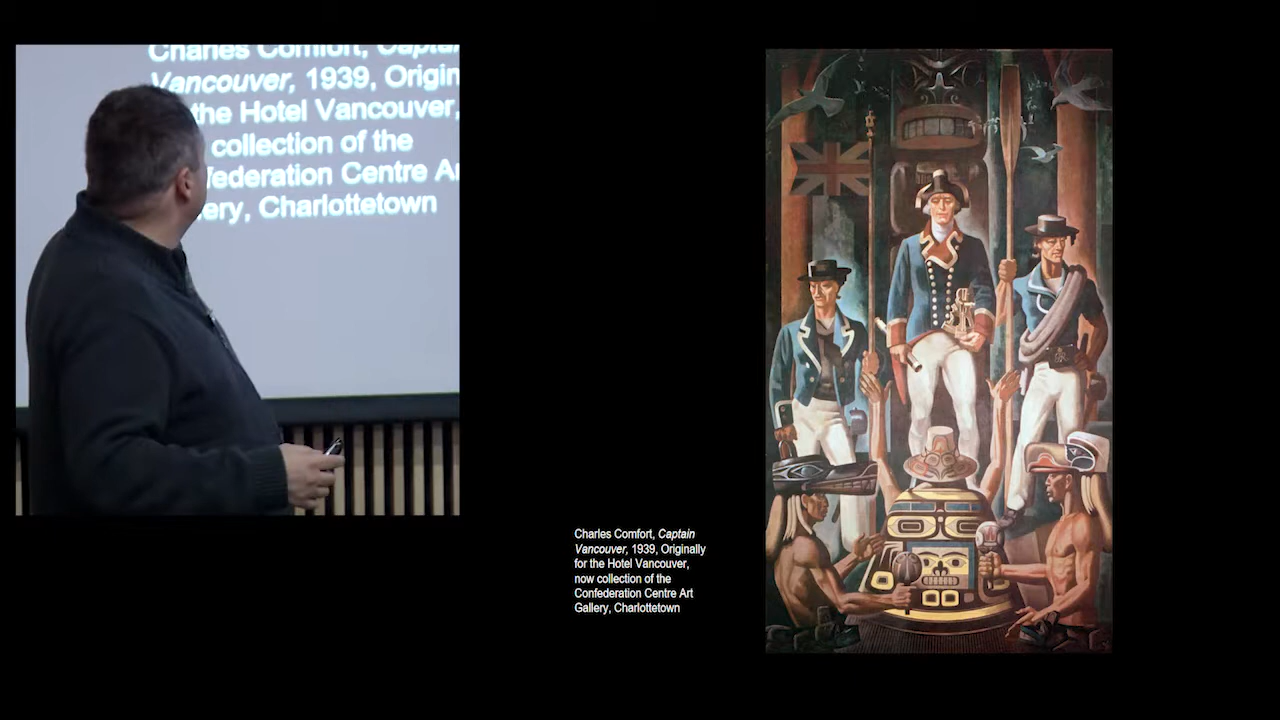 Charles Comfort, Captain
Vancouver, 1939, Origin
the Hotel Vancouver,
collection of the
federation Centre
ery, Charlottetown
Charles Comfort, Captain
Vancouver, 1939, Originally
for the Hotel Vancouver,
now collection of the
Confederation Centre Art
Gallery, Charlottetown